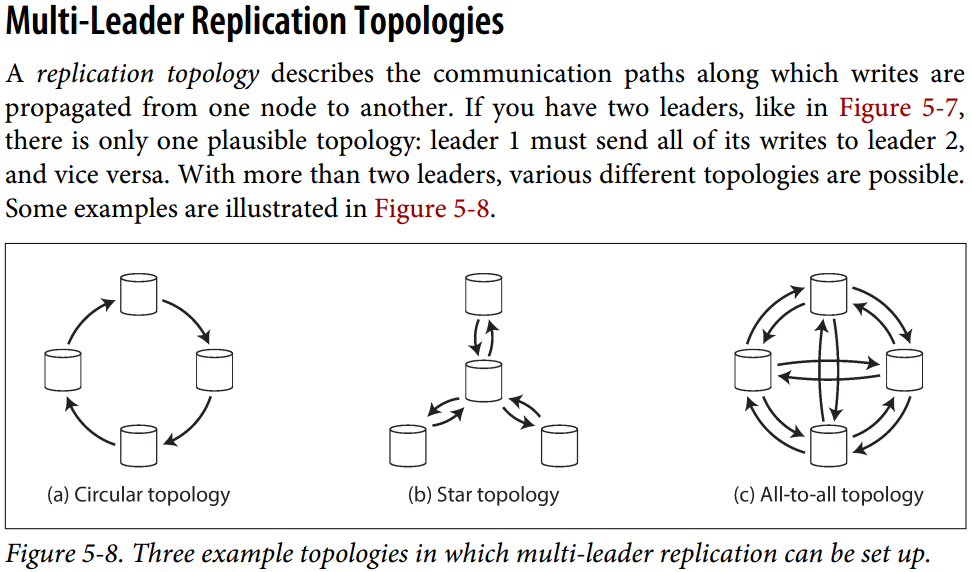 Multi-Leader Replication Topologies
A replication topology describes the communication paths along which writes are
propagated from one node to another. If you have two leaders, like in Figure 5-7,
there is only one plausible topology: leader 1 must send all of its writes to leader 2,
and vice versa. With more than two leaders, various different topologies are possible.
Some examples are illustrated in Figure 5-8.
(a) Circular topology
(b) Star topology
(c) All-to-all topology
Figure 5-8. Three example topologies in which multi-leader replication can be set up.